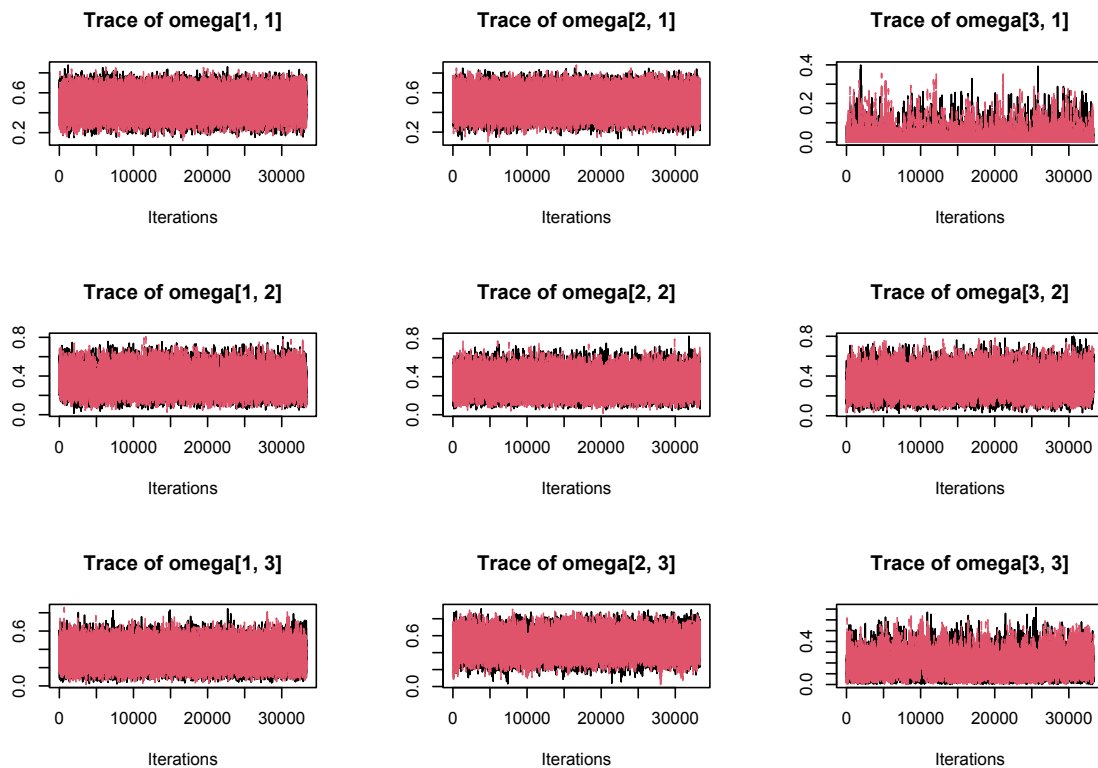 Trace of omega[1, 1]
0.2 0.6
0 10000 20000 30000
Iterations
Trace of omega[2, 1]
0.2 0.6
0 10000 20000 30000
Iterations
Trace of omega[3, 1]
0.0 0.2 0.4
0 10000 20000 30000
Iterations
Trace of omega[1, 2]
0.0 0.4 0.8
0 10000 20000 30000
Iterations
Trace of omega[2, 2]
0.0 0.4 0.8
0 10000 20000 30000
Iterations
Trace of omega[3, 2]
0.0 0.4 0.8
0 10000 20000 30000
Iterations
Trace of omega[1, 3]
0.0 0.6
0 10000 20000 30000
Iterations
Trace of omega[2, 3]
0.0 0.6
0 10000 20000 30000
Iterations
Trace of omega[3, 3]
0.0 0.4
0 10000 20000 30000
Iterations